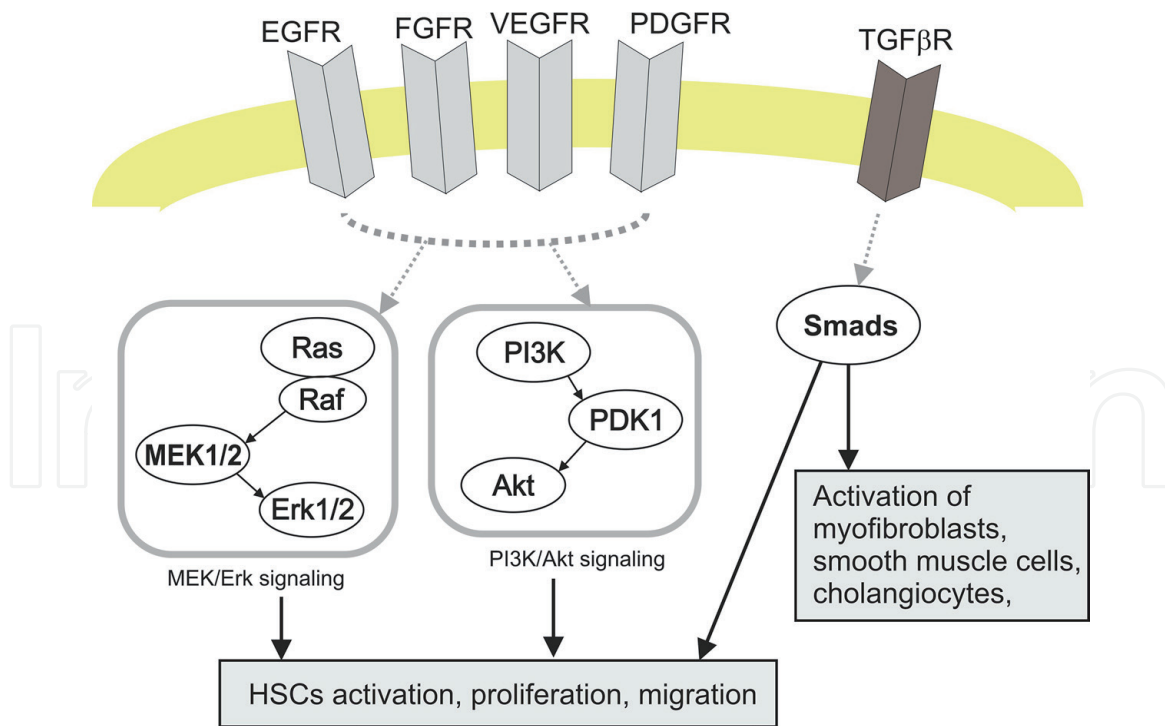 EGFR
FGFR
VEGFR
PDGFR
TGFβR
Ras
Raf
MEK1/2
Erk1/2
MEK/Erk signaling
PI3K
PDK1
Akt
PI3K/Akt signaling
Smads
Activation of
myofibroblasts,
smooth muscle cells,
cholangiocytes,
HSCs activation, proliferation, migration